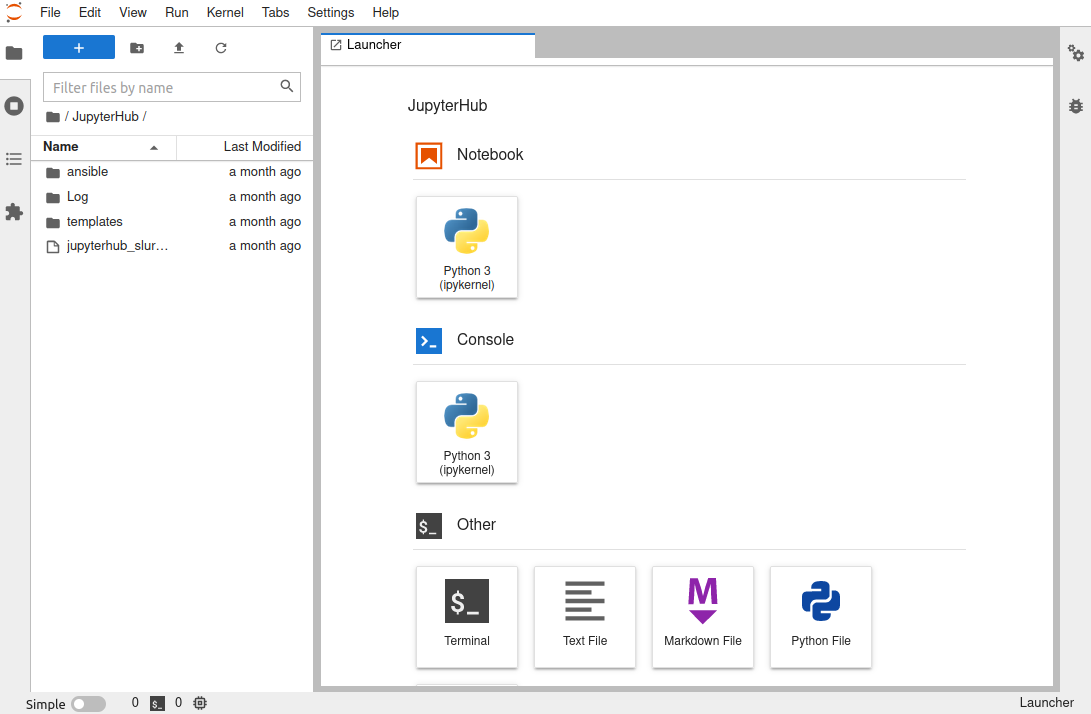 File Edit View Run Kernel Tabs Settings Help
+
Launcher
Filter files by name
/ JupyterHub /
Name Last Modified
ansible a month ago
Log a month ago
templates a month ago
jupyterhub_slur… a month ago
JupyterHub
Notebook
Python 3
(ipykernel)
>_ Console
Python 3
(ipykernel)
$_ Other
$_
Terminal
Text File
M
Markdown File
Python File
Simple 0 $_ 0 Launcher